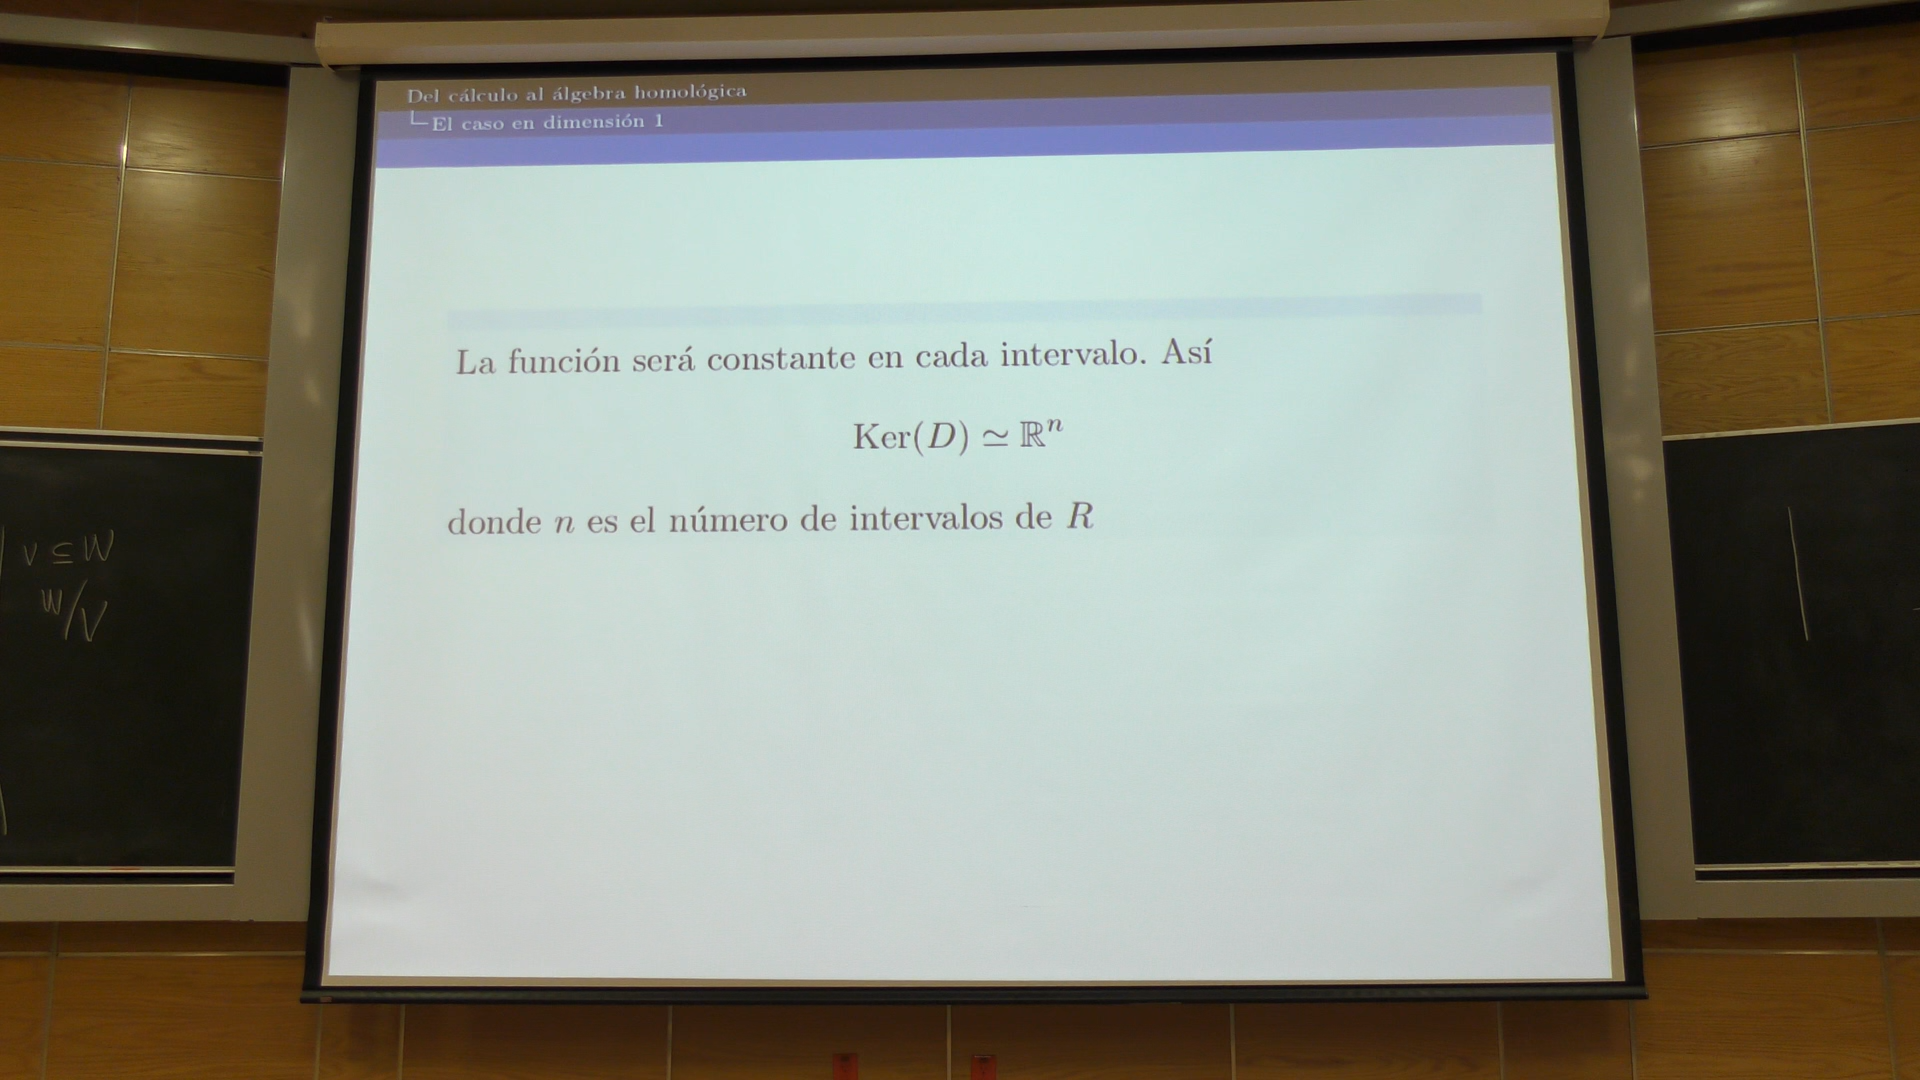 Del cálculo al álgebra homológica
El caso en dimensión 1
La función será constante en cada intervalo. Así
Ker(D) ≃ ℝⁿ
donde n es el número de intervalos de R
V ⊆ W
W/V